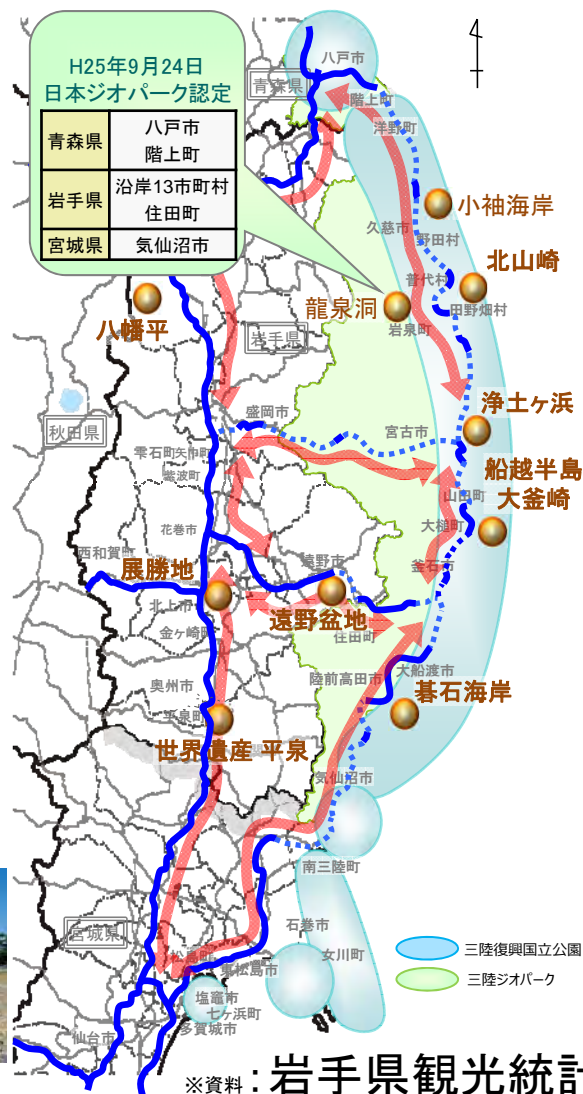 H25年9月24日
日本ジオパーク認定
青森県
八戸市
階上町
岩手県
沿岸13市町村
住田町
宮城県
気仙沼市
八戸市
青森県
階上町
洋野町
小袖海岸
久慈市
野田村
北山崎
普代村
田野畑村
龍泉洞
岩泉町
八幡平
岩手県
浄土ヶ浜
秋田県
盛岡市
宮古市
雫石町
矢巾町
紫波町
船越半島
大釜崎
山田町
大槌町
花巻市
西和賀町
遠野市
釜石市
展勝地
遠野盆地
北上市
住田町
金ヶ崎町
陸前高田市
大船渡市
奥州市
碁石海岸
平泉町
世界遺産 平泉
気仙沼市
南三陸町
石巻市
宮城県
女川町
松島町
東松島市
三陸復興国立公園
三陸ジオパーク
塩竈市
七ヶ浜町
多賀城市
仙台市
※資料:岩手県観光統計